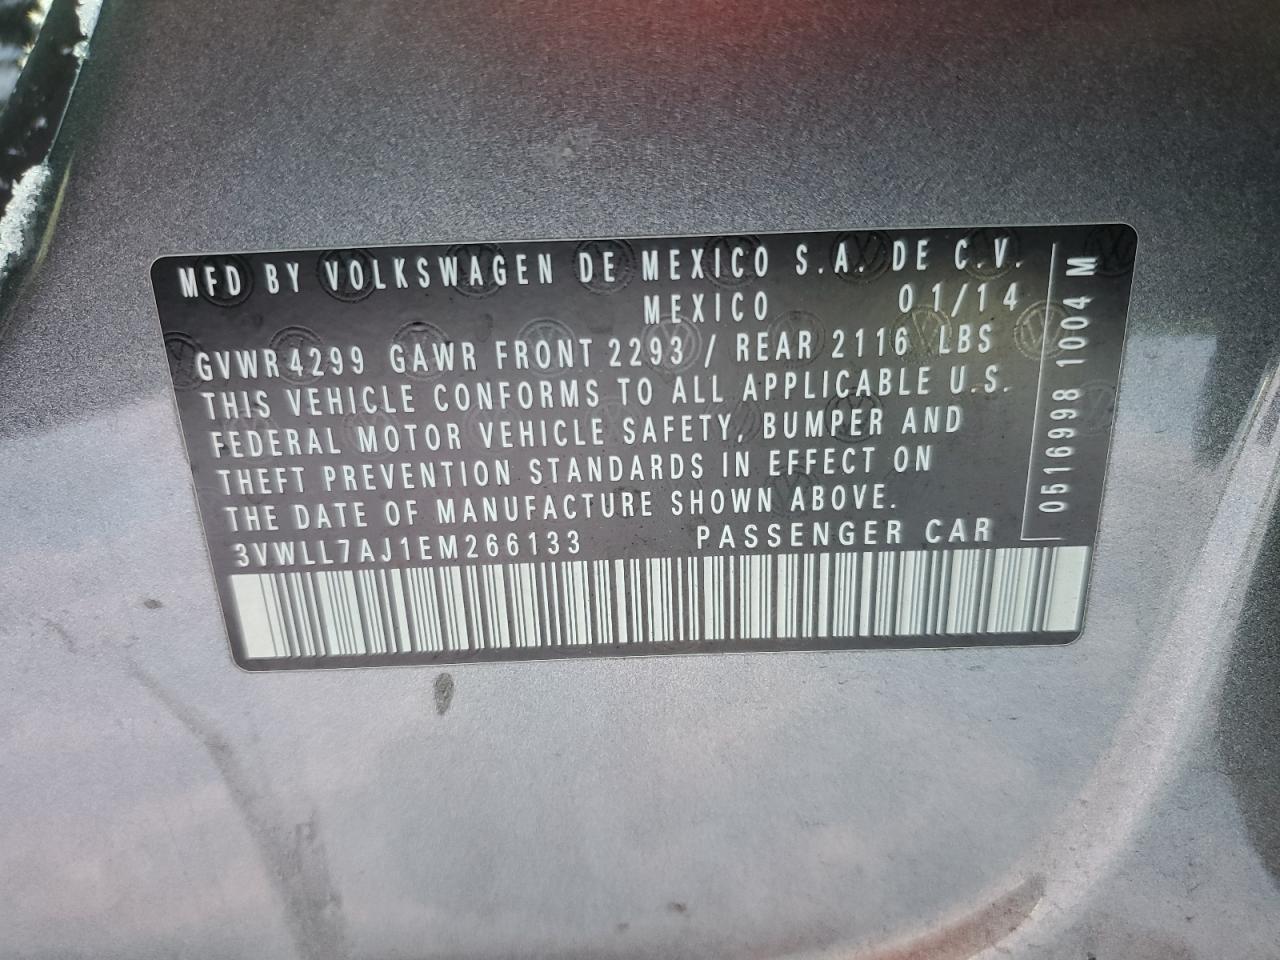 MFD BY VOLKSWAGEN DE MEXICO S.A. DE C.V.
MEXICO 01/14
GVWR 4299 GAWR FRONT 2293 / REAR 2116 LBS
THIS VEHICLE CONFORMS TO ALL APPLICABLE U.S.
FEDERAL MOTOR VEHICLE SAFETY, BUMPER AND
THEFT PREVENTION STANDARDS IN EFFECT ON
THE DATE OF MANUFACTURE SHOWN ABOVE.
3VWLL7AJ1EM266133 PASSENGER CAR
0516998 1004 M